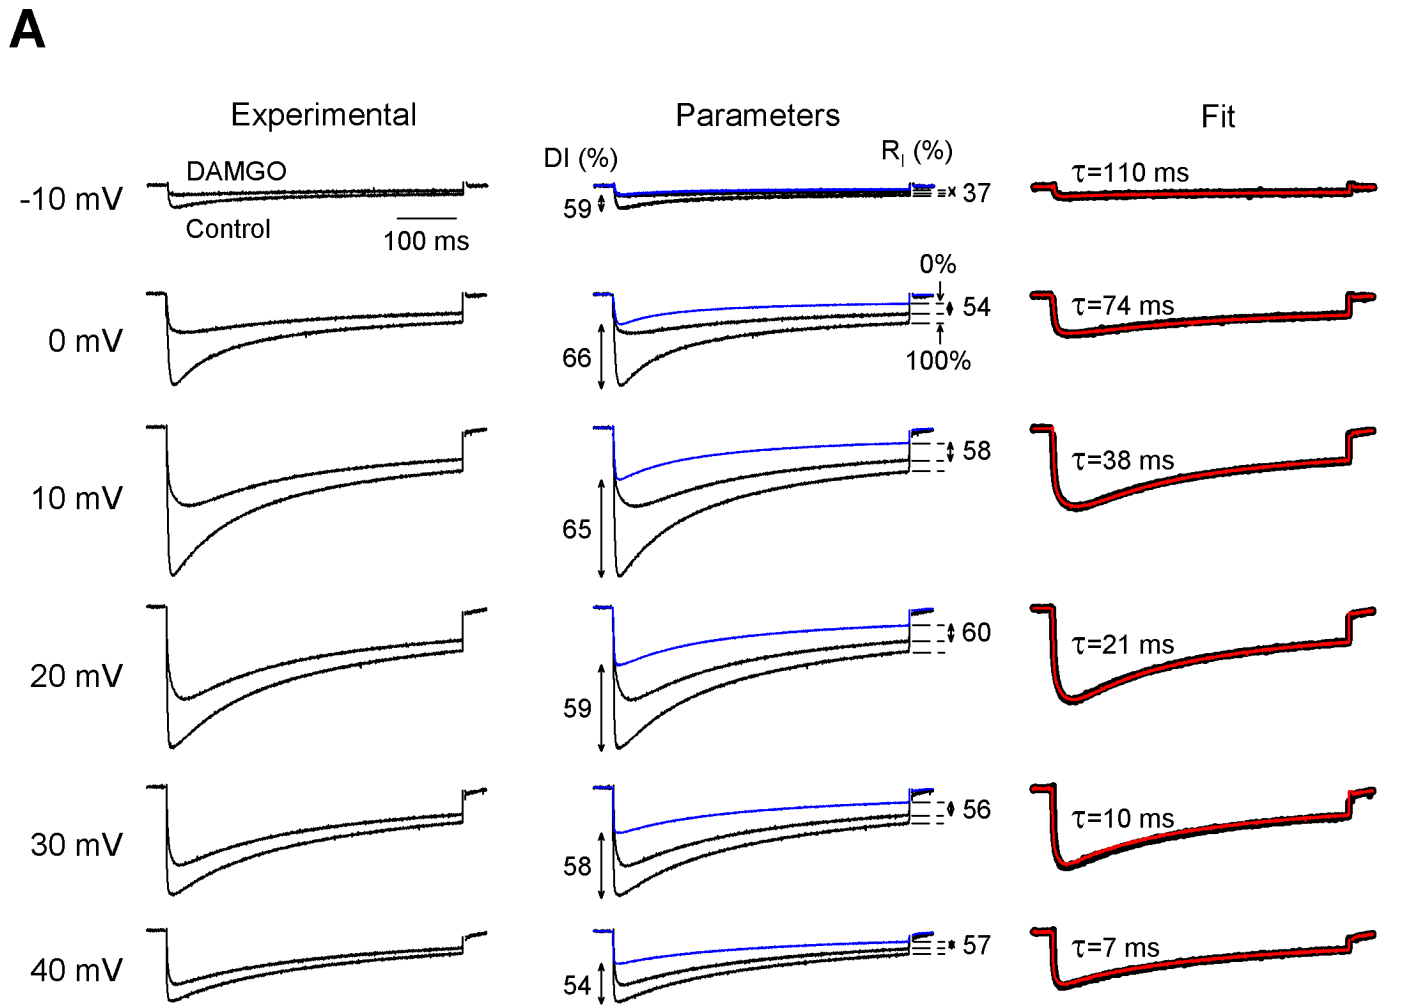 A
Experimental Parameters Fit
DI (%) R_I (%)
-10 mV DAMGO Control 100 ms 59 37 τ=110 ms
0 mV 66 0% 54 100% τ=74 ms
10 mV 65 58 τ=38 ms
20 mV 59 60 τ=21 ms
30 mV 58 56 τ=10 ms
40 mV 54 57 τ=7 ms